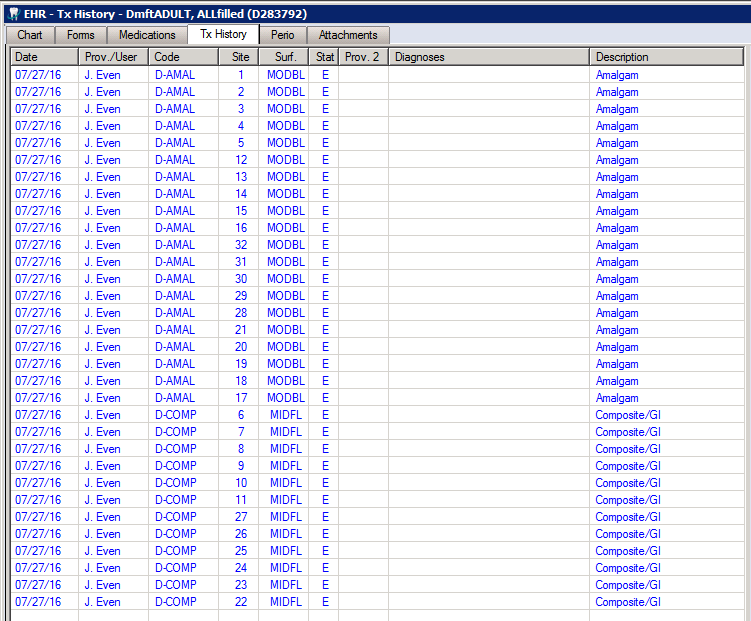 EHR - Tx History - DmftADULT, ALLfilled (D283792)
Chart Forms Medications Tx History Perio Attachments
Date Prov./User Code Site Surf. Stat Prov. 2 Diagnoses Description
07/27/16 J. Even D-AMAL 1 MODBL E Amalgam
07/27/16 J. Even D-AMAL 2 MODBL E Amalgam
07/27/16 J. Even D-AMAL 3 MODBL E Amalgam
07/27/16 J. Even D-AMAL 4 MODBL E Amalgam
07/27/16 J. Even D-AMAL 5 MODBL E Amalgam
07/27/16 J. Even D-AMAL 12 MODBL E Amalgam
07/27/16 J. Even D-AMAL 13 MODBL E Amalgam
07/27/16 J. Even D-AMAL 14 MODBL E Amalgam
07/27/16 J. Even D-AMAL 15 MODBL E Amalgam
07/27/16 J. Even D-AMAL 16 MODBL E Amalgam
07/27/16 J. Even D-AMAL 32 MODBL E Amalgam
07/27/16 J. Even D-AMAL 31 MODBL E Amalgam
07/27/16 J. Even D-AMAL 30 MODBL E Amalgam
07/27/16 J. Even D-AMAL 29 MODBL E Amalgam
07/27/16 J. Even D-AMAL 28 MODBL E Amalgam
07/27/16 J. Even D-AMAL 21 MODBL E Amalgam
07/27/16 J. Even D-AMAL 20 MODBL E Amalgam
07/27/16 J. Even D-AMAL 19 MODBL E Amalgam
07/27/16 J. Even D-AMAL 18 MODBL E Amalgam
07/27/16 J. Even D-AMAL 17 MODBL E Amalgam
07/27/16 J. Even D-COMP 6 MIDFL E Composite/GI
07/27/16 J. Even D-COMP 7 MIDFL E Composite/GI
07/27/16 J. Even D-COMP 8 MIDFL E Composite/GI
07/27/16 J. Even D-COMP 9 MIDFL E Composite/GI
07/27/16 J. Even D-COMP 10 MIDFL E Composite/GI
07/27/16 J. Even D-COMP 11 MIDFL E Composite/GI
07/27/16 J. Even D-COMP 27 MIDFL E Composite/GI
07/27/16 J. Even D-COMP 26 MIDFL E Composite/GI
07/27/16 J. Even D-COMP 25 MIDFL E Composite/GI
07/27/16 J. Even D-COMP 24 MIDFL E Composite/GI
07/27/16 J. Even D-COMP 23 MIDFL E Composite/GI
07/27/16 J. Even D-COMP 22 MIDFL E Composite/GI